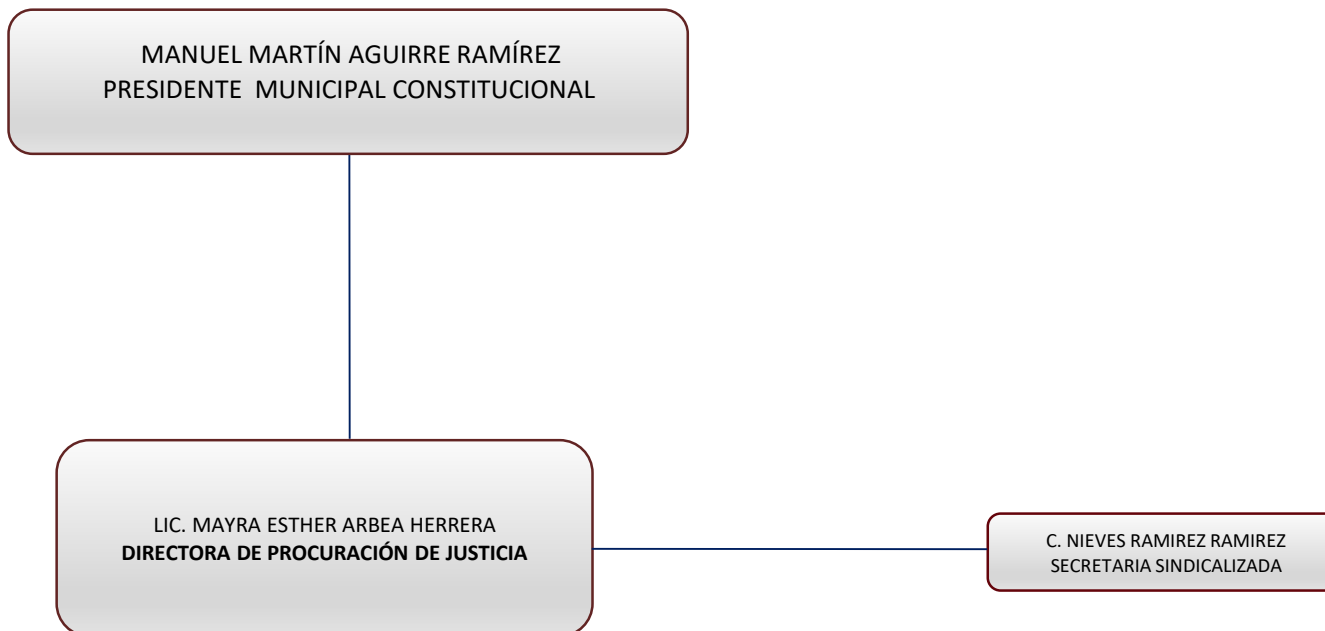 MANUEL MARTÍN AGUIRRE RAMÍREZ
PRESIDENTE MUNICIPAL CONSTITUCIONAL
LIC. MAYRA ESTHER ARBEA HERRERA
DIRECTORA DE PROCURACIÓN DE JUSTICIA
C. NIEVES RAMIREZ RAMIREZ
SECRETARIA SINDICALIZADA